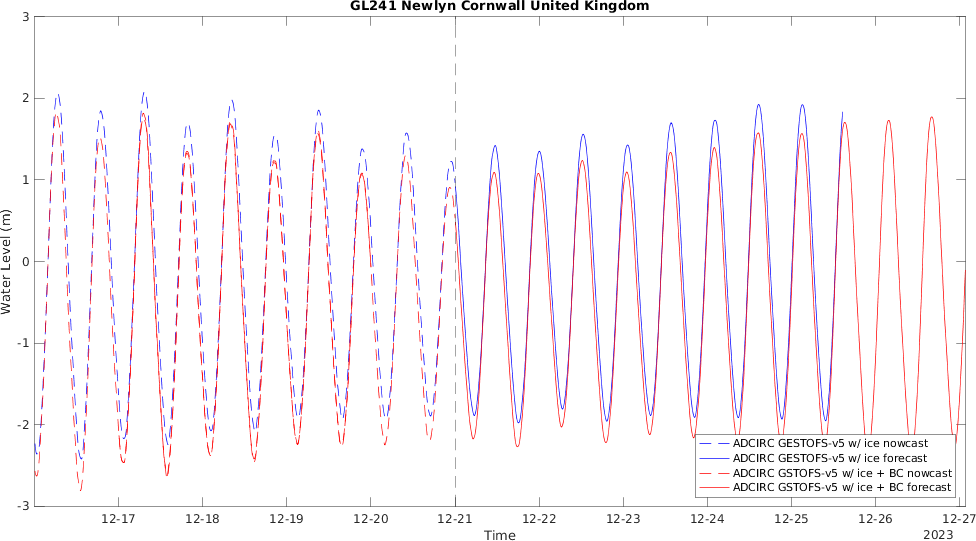 GL241 Newlyn Cornwall United Kingdom
3
2
1
0
-1
-2
-3
Water Level (m)
ADCIRC GESTOFS-v5 w/ ice nowcast
ADCIRC GESTOFS-v5 w/ ice forecast
ADCIRC GSTOFS-v5 w/ ice + BC nowcast
ADCIRC GSTOFS-v5 w/ ice + BC forecast
12-17 12-18 12-19 12-20 12-21 12-22 12-23 12-24 12-25 12-26 12-27
Time
2023